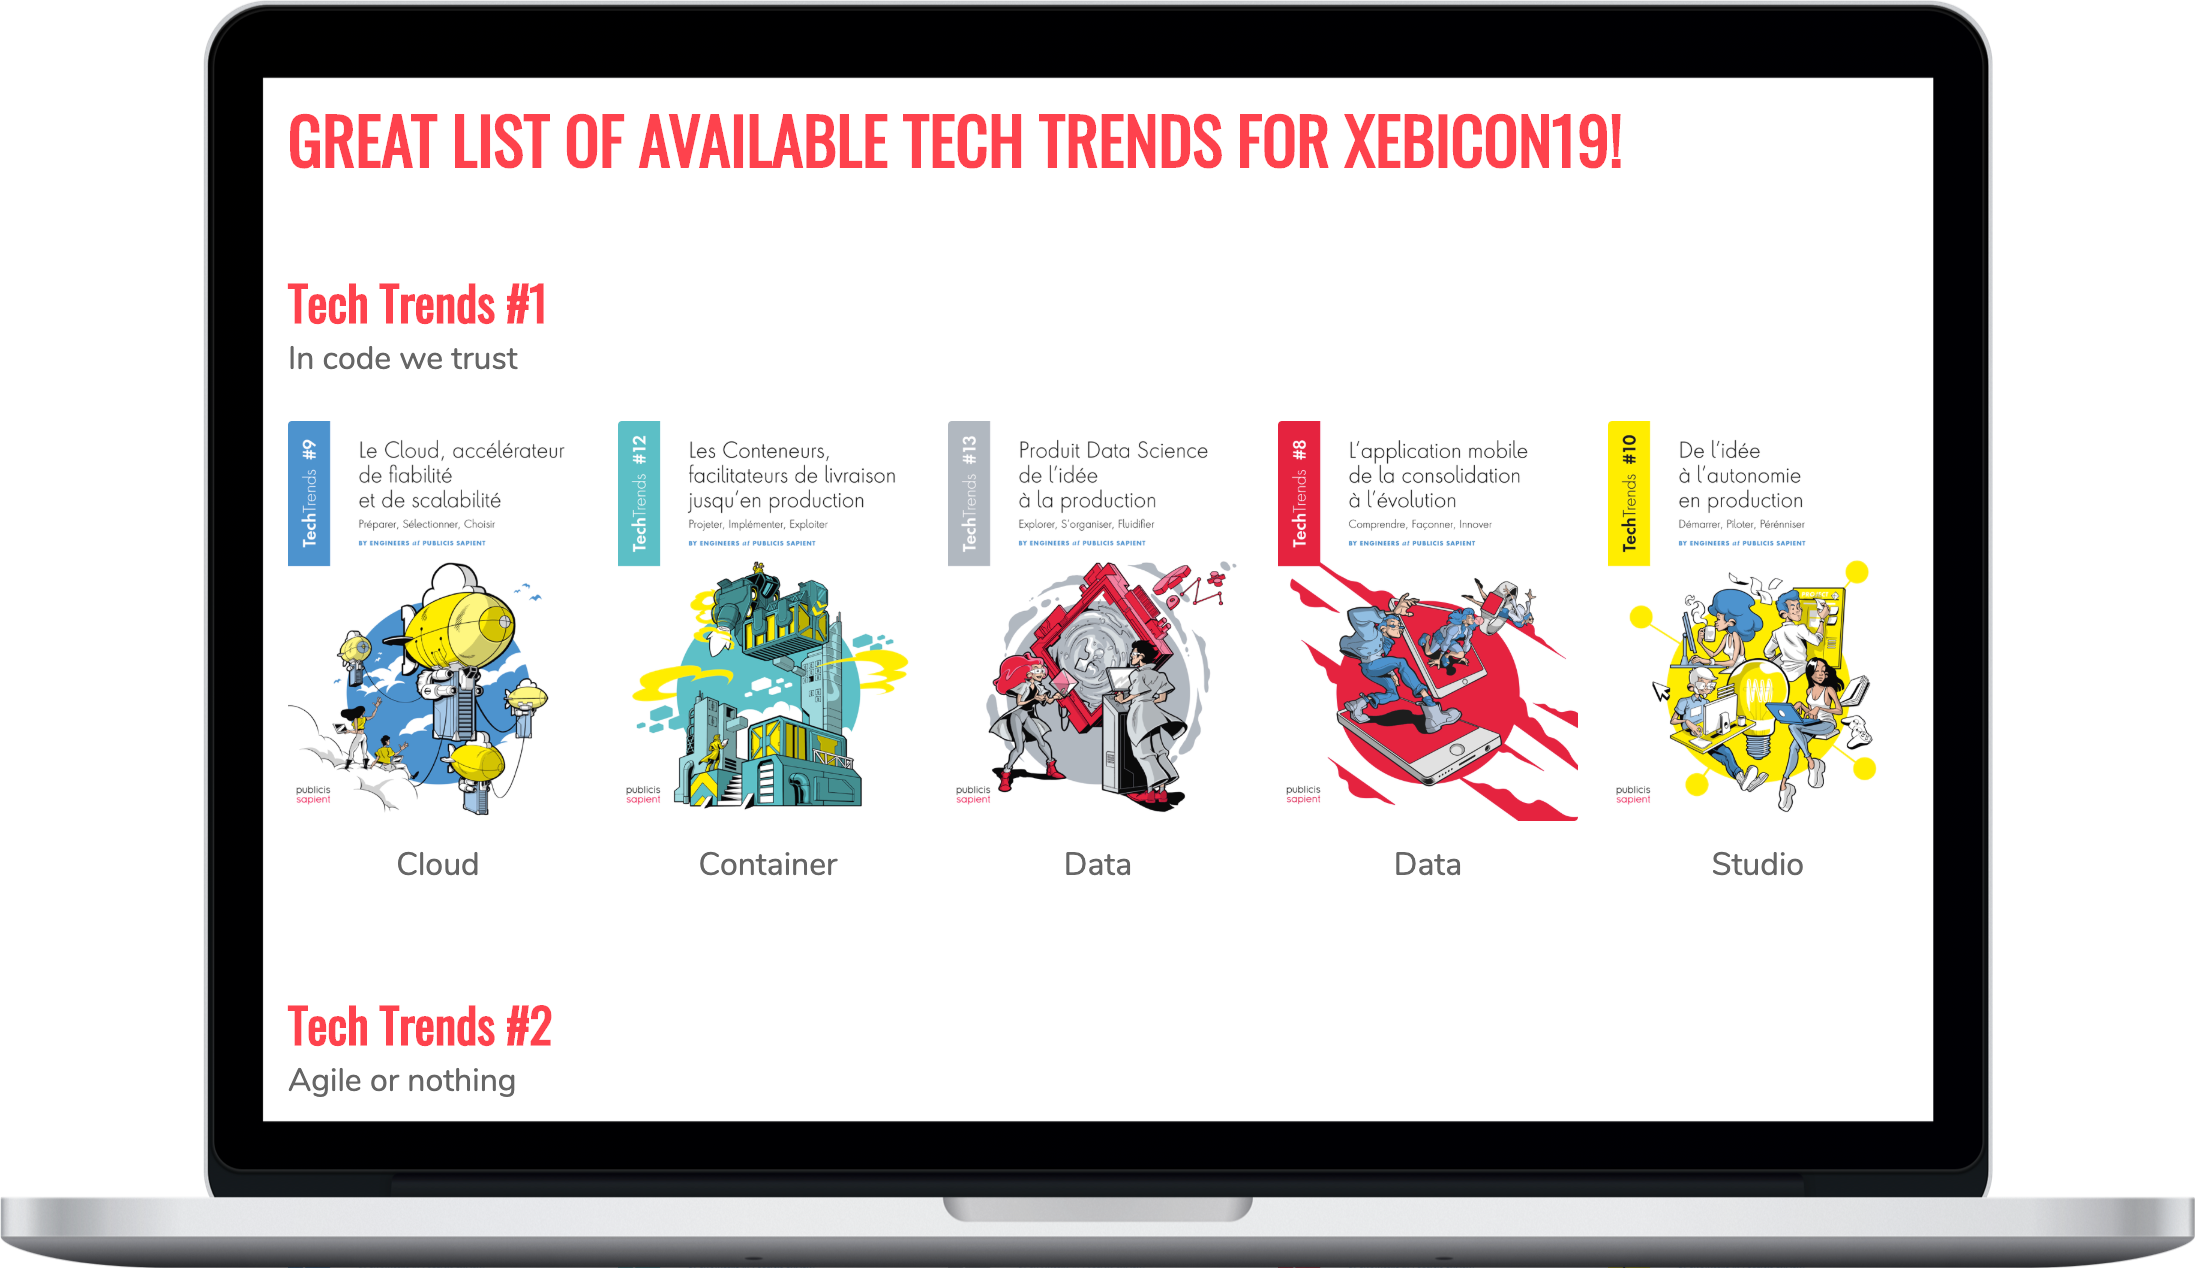 GREAT LIST OF AVAILABLE TECH TRENDS FOR XEBICON19!
Tech Trends #1
In code we trust
TechTrends #9
Le Cloud, accélérateur
de fiabilité
et de scalabilité
Préparer, Sélectionner, Choisir
BY ENGINEERS at PUBLICIS SAPIENT
publicis
sapient
Cloud
TechTrends #12
Les Conteneurs,
facilitateurs de livraison
jusqu'en production
Projeter, Implémenter, Exploiter
BY ENGINEERS at PUBLICIS SAPIENT
publicis
sapient
Container
TechTrends #13
Produit Data Science
de l'idée
à la production
Explorer, S'organiser, Fluidifier
BY ENGINEERS at PUBLICIS SAPIENT
publicis
sapient
Data
TechTrends #8
L'application mobile
de la consolidation
à l'évolution
Comprendre, Façonner, Innover
BY ENGINEERS at PUBLICIS SAPIENT
publicis
sapient
Data
TechTrends #10
De l'idée
à l'autonomie
en production
Démarrer, Piloter, Pérénniser
BY ENGINEERS at PUBLICIS SAPIENT
publicis
sapient
Studio
Tech Trends #2
Agile or nothing